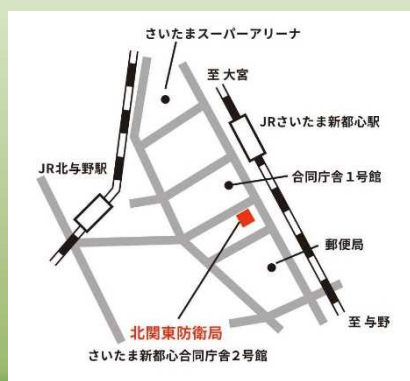 さいたまスーパーアリーナ
至 大宮
JRさいたま新都心駅
JR北与野駅
合同庁舎１号館
郵便局
北関東防衛局
至 与野
さいたま新都心合同庁舎２号館